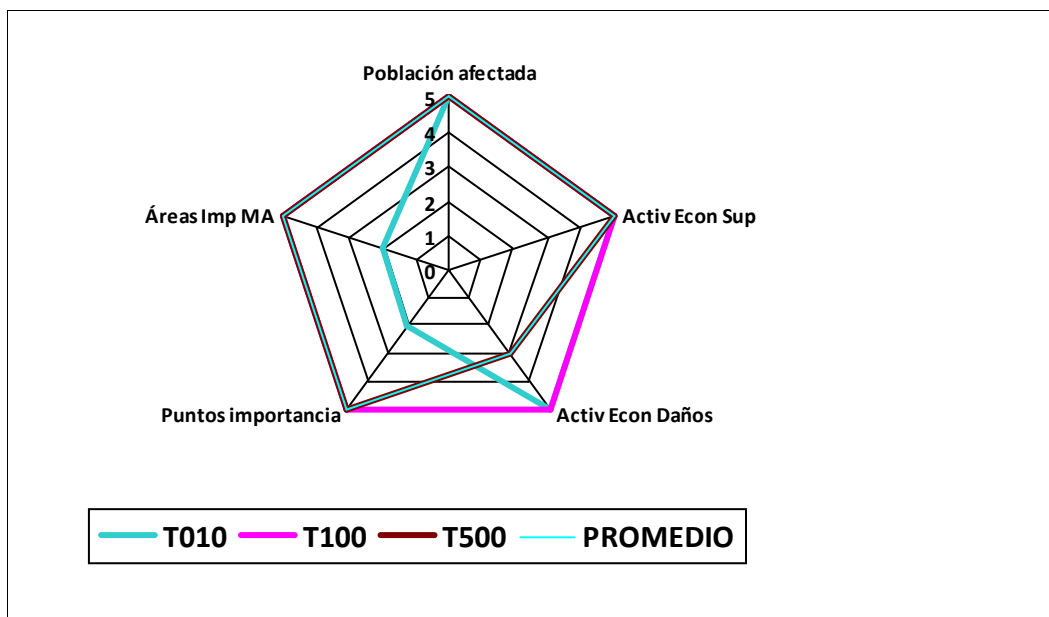 Población afectada
5
4
3
2
1
0
Áreas Imp MA
Activ Econ Sup
Puntos importancia
Activ Econ Daños
T010 T100 T500 PROMEDIO